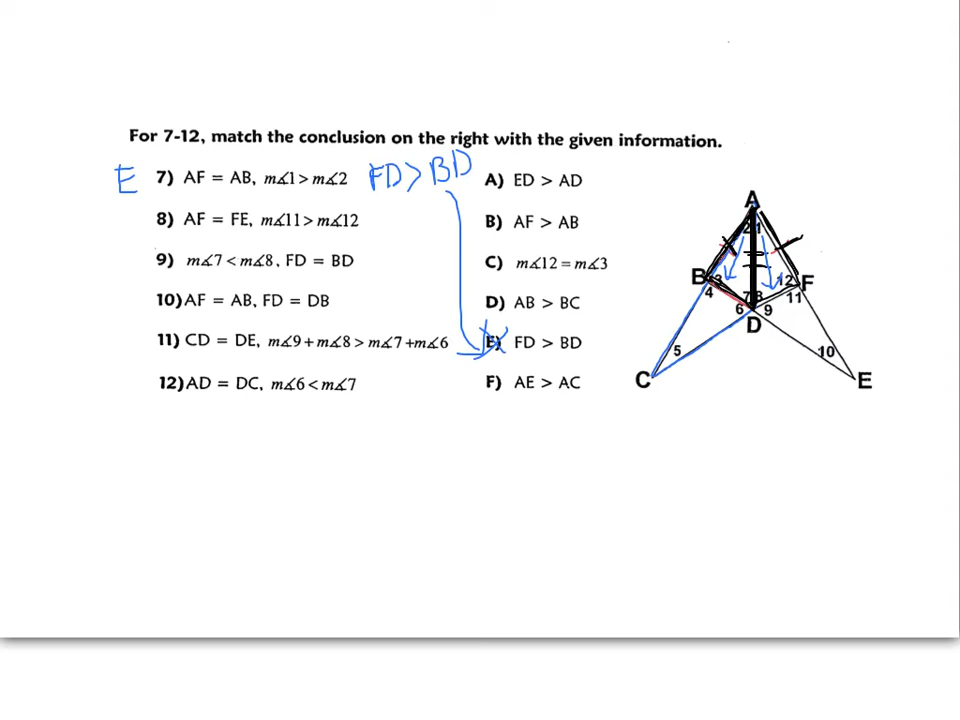 For 7-12, match the conclusion on the right with the given information.
E 7) AF = AB, m∡1 > m∡2 FD > BD A) ED > AD
8) AF = FE, m∡11 > m∡12 B) AF > AB
9) m∡7 < m∡8, FD = BD C) m∡12 = m∡3
10) AF = AB, FD = DB D) AB > BC
11) CD = DE, m∡9 + m∡8 > m∡7 + m∡6 E) FD > BD
12) AD = DC, m∡6 < m∡7 F) AE > AC
A
2 1
B 3 12 F
4 7 8 11
6 9
D
5 10
C E